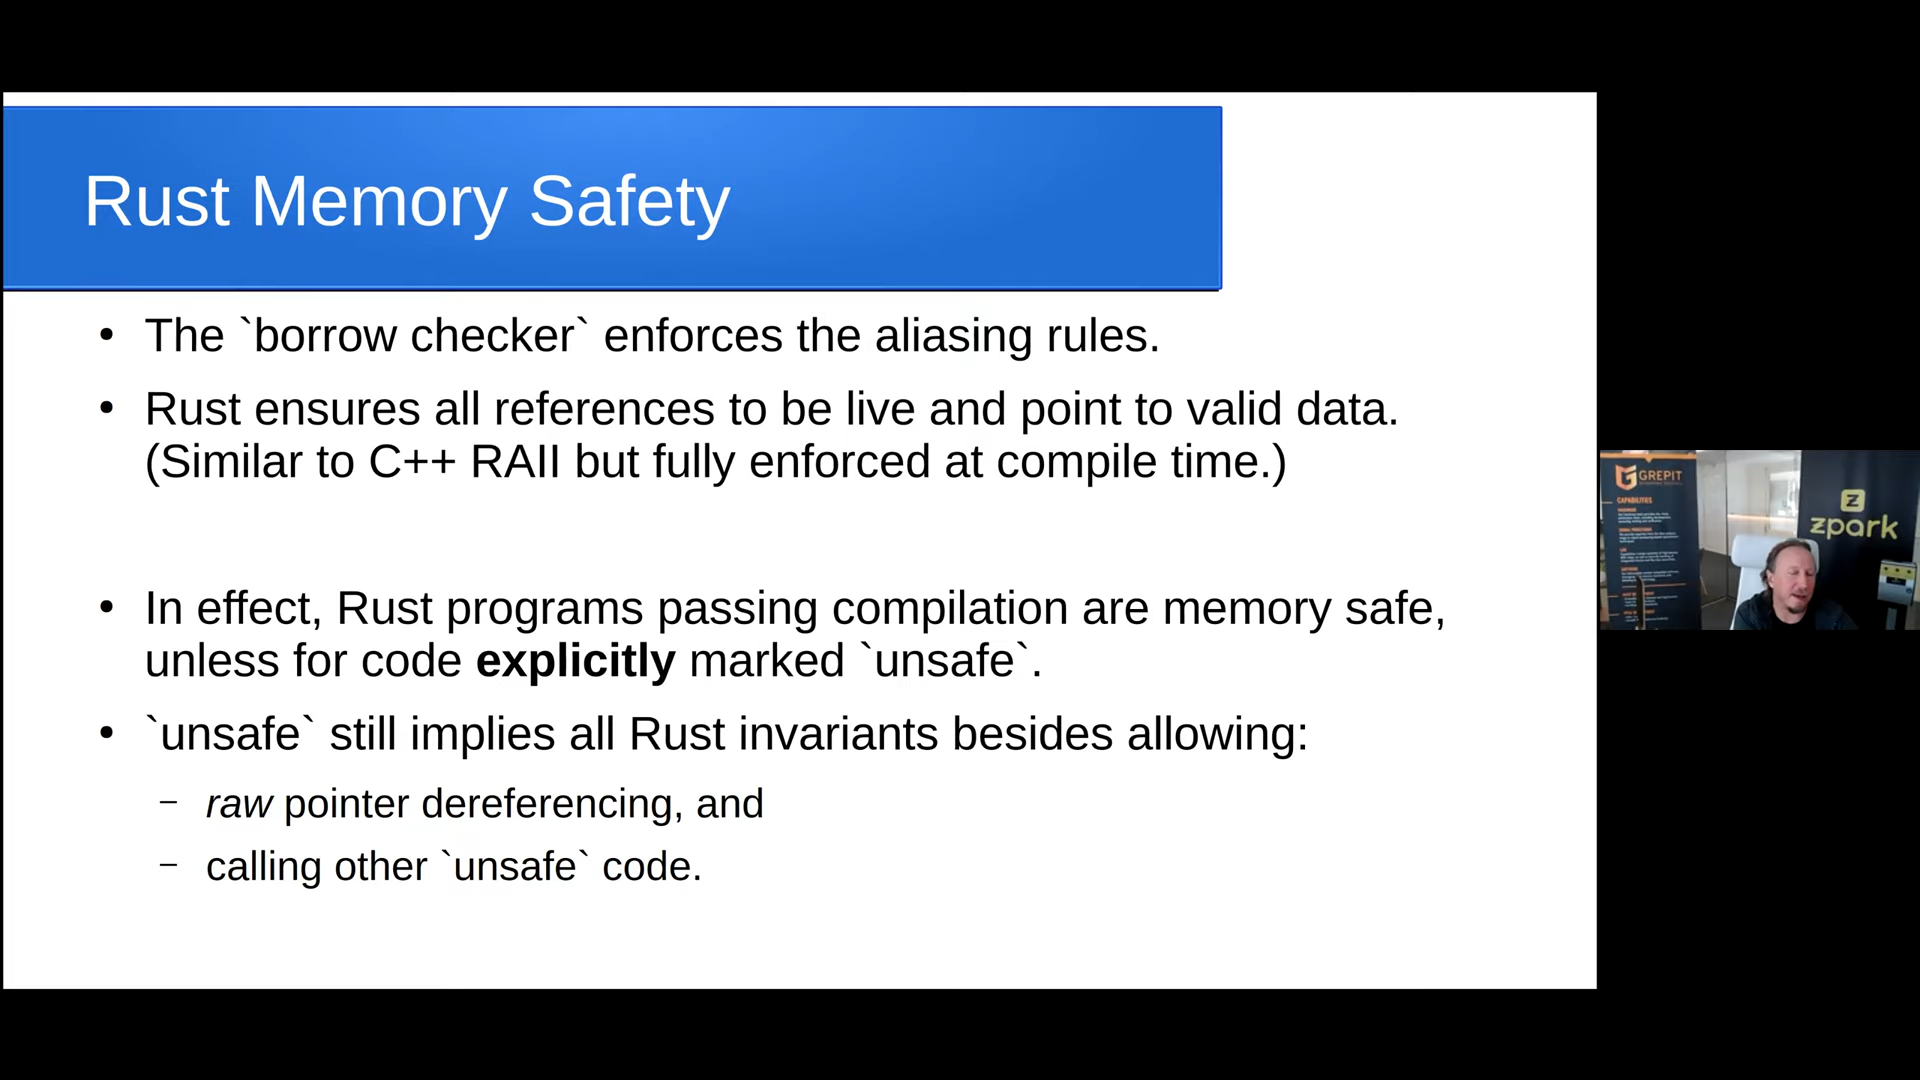 Rust Memory Safety
• The `borrow checker` enforces the aliasing rules.
• Rust ensures all references to be live and point to valid data.
(Similar to C++ RAII but fully enforced at compile time.)
• In effect, Rust programs passing compilation are memory safe,
unless for code explicitly marked `unsafe`.
• `unsafe` still implies all Rust invariants besides allowing:
– raw pointer dereferencing, and
– calling other `unsafe` code.
GREPIT
CAPABILITIES
z
zpark